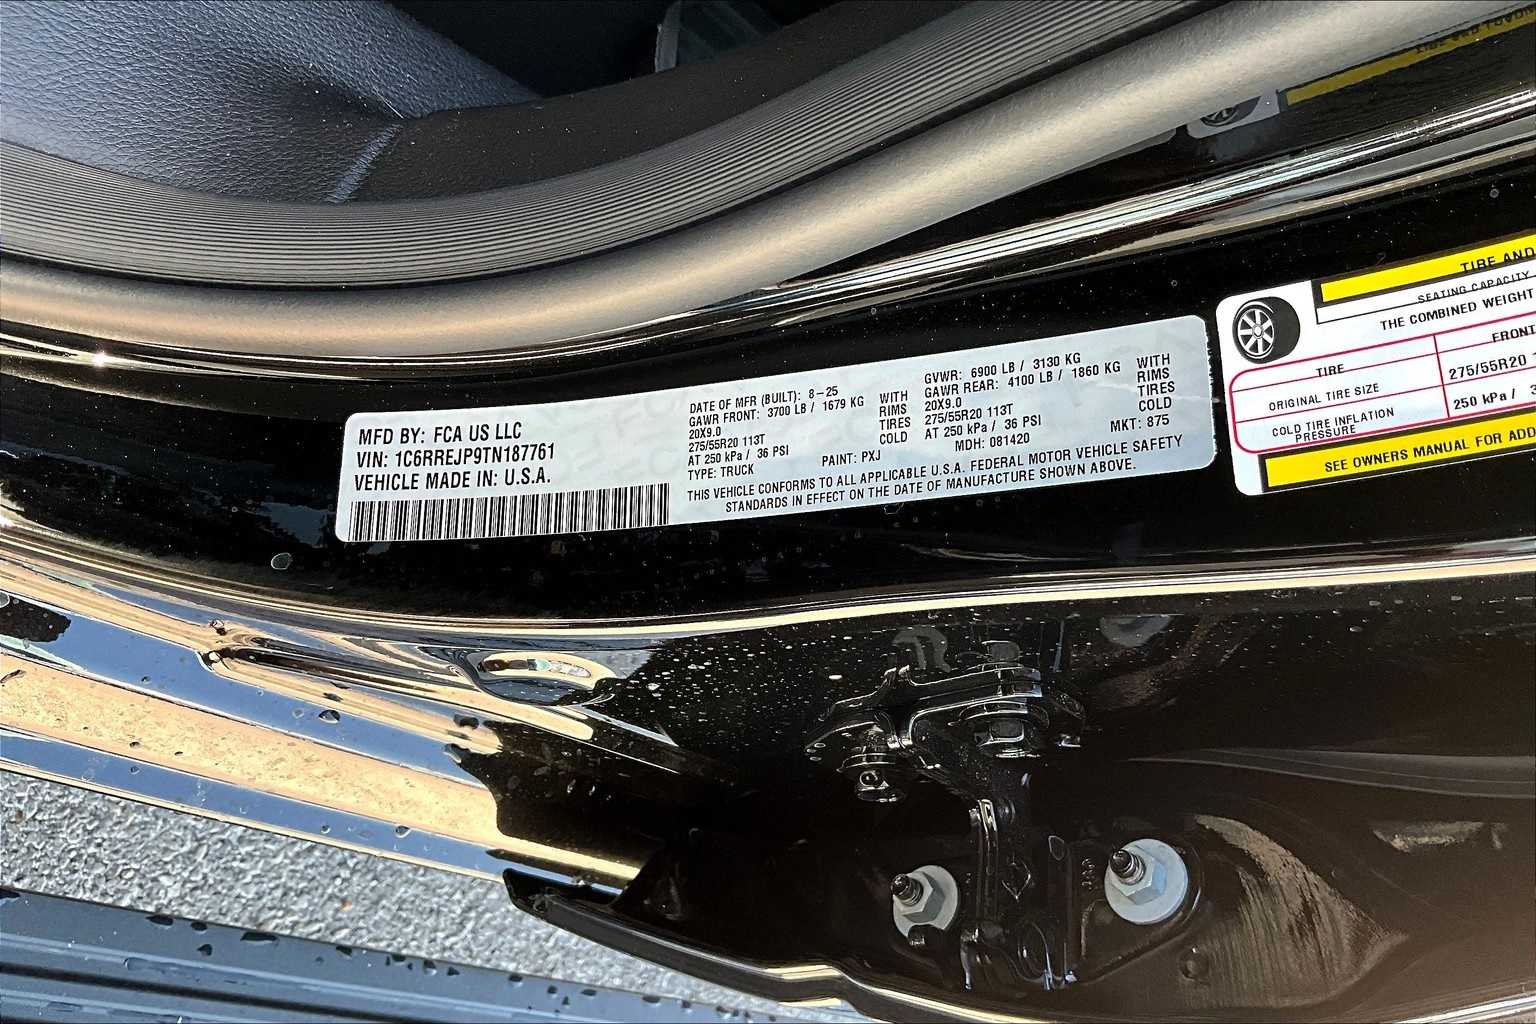 MFD BY: FCA US LLC
VIN: 1C6RREJP9TN187761
VEHICLE MADE IN: U.S.A.
DATE OF MFR (BUILT): 8-25
GAWR FRONT: 3700 LB / 1679 KG WITH
20X9.0 RIMS
275/55R20 113T TIRES
AT 250 kPa / 36 PSI COLD
TYPE: TRUCK PAINT: PXJ
GVWR: 6900 LB / 3130 KG
GAWR REAR: 4100 LB / 1860 KG WITH
20X9.0 RIMS
275/55R20 113T TIRES
AT 250 kPa / 36 PSI COLD
MDH: 081420 MKT: 875
THIS VEHICLE CONFORMS TO ALL APPLICABLE U.S.A. FEDERAL MOTOR VEHICLE SAFETY
STANDARDS IN EFFECT ON THE DATE OF MANUFACTURE SHOWN ABOVE.
TIRE AND
SEATING CAPACITY
THE COMBINED WEIGHT
TIRE FRONT
ORIGINAL TIRE SIZE 275/55R20
COLD TIRE INFLATION PRESSURE 250 kPa /
SEE OWNERS MANUAL FOR ADD